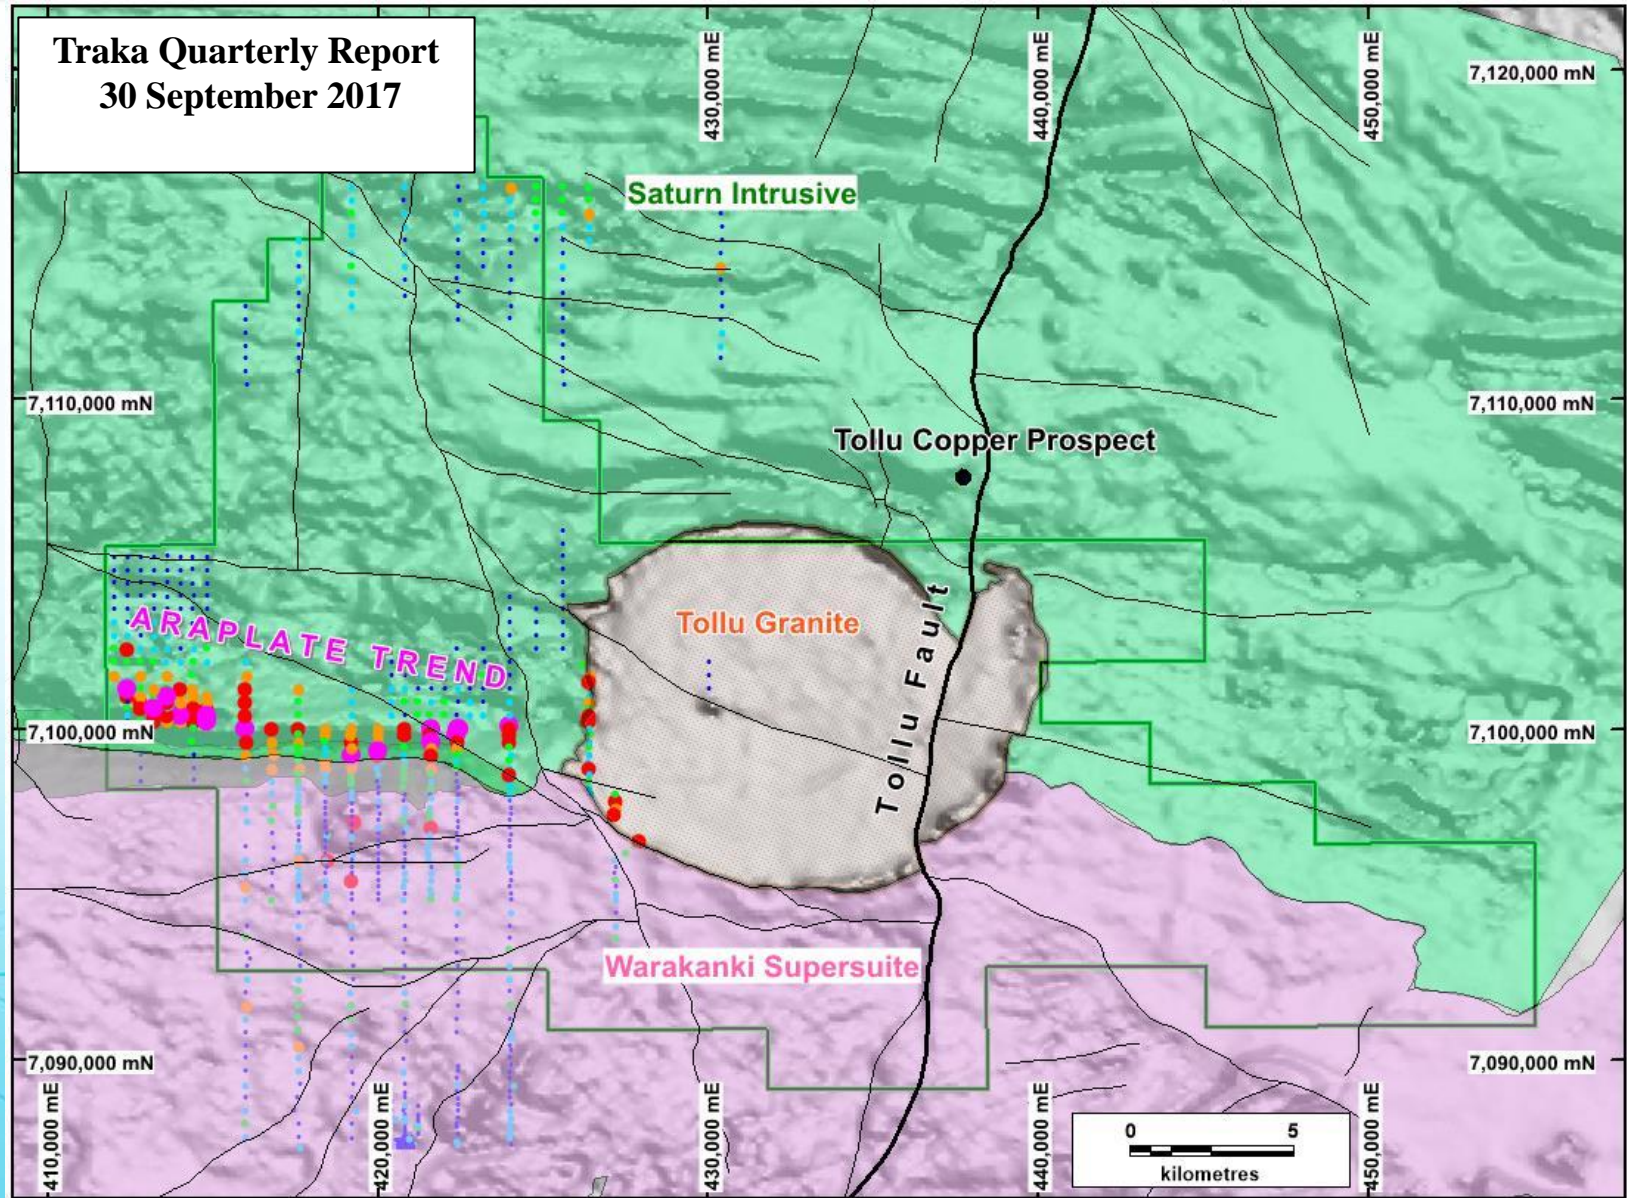 Traka Quarterly Report
30 September 2017
430,000 mE
440,000 mE
450,000 mE
7,120,000 mN
Saturn Intrusive
7,110,000 mN
7,110,000 mN
Tollu Copper Prospect
ARAPLATE TREND
Tollu Granite
Tollu Fault
7,100,000 mN
7,100,000 mN
Warakanki Supersuite
7,090,000 mN
7,090,000 mN
410,000 mE
420,000 mE
430,000 mE
440,000 mE
450,000 mE
0 5
kilometres